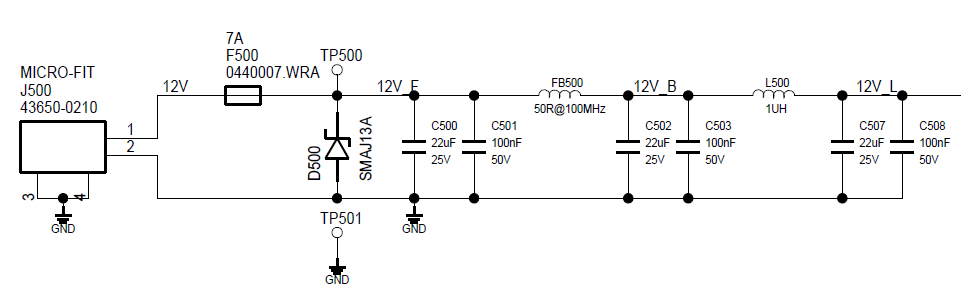 7A
F500
0440007.WRA
TP500
MICRO-FIT
J500
43650-0210
12V
12V_F
FB500
50R@100MHz
12V_B
L500
1UH
12V_L
1
2
3
4
GND
D500
SMAJ13A
C500
22uF
25V
C501
100nF
50V
C502
22uF
25V
C503
100nF
50V
C507
22uF
25V
C508
100nF
50V
TP501
GND
GND